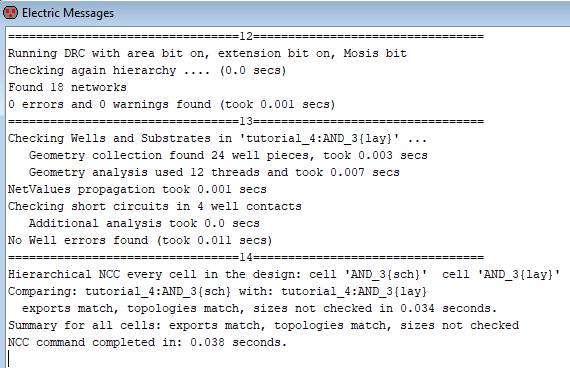 Electric Messages
=================================12=================================
Running DRC with area bit on, extension bit on, Mosis bit
Checking again hierarchy .... (0.0 secs)
Found 18 networks
0 errors and 0 warnings found (took 0.001 secs)
=================================13=================================
Checking Wells and Substrates in 'tutorial_4:AND_3{lay}' ...
   Geometry collection found 24 well pieces, took 0.003 secs
   Geometry analysis used 12 threads and took 0.007 secs
NetValues propagation took 0.001 secs
Checking short circuits in 4 well contacts
   Additional analysis took 0.0 secs
No Well errors found (took 0.011 secs)
=================================14=================================
Hierarchical NCC every cell in the design: cell 'AND_3{sch}'  cell 'AND_3{lay}'
Comparing: tutorial_4:AND_3{sch} with: tutorial_4:AND_3{lay}
  exports match, topologies match, sizes not checked in 0.034 seconds.
Summary for all cells: exports match, topologies match, sizes not checked
NCC command completed in: 0.038 seconds.